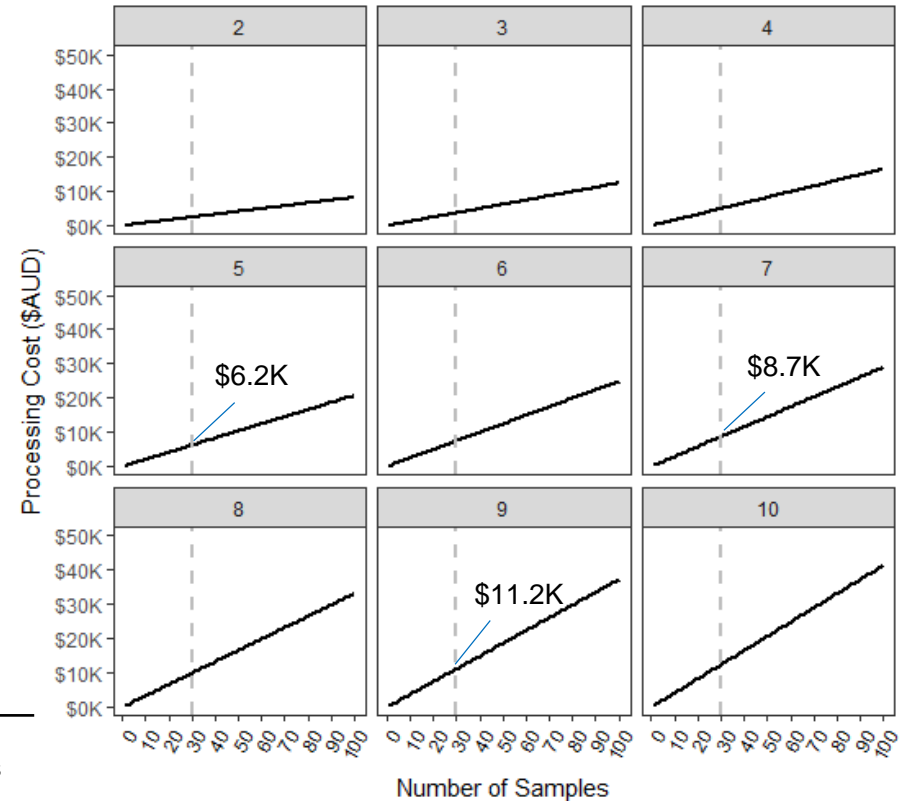 2 3 4
$50K
$40K
$30K
$20K
$10K
$0K
5 6 7
$50K
$40K
$30K
$20K
$10K
$0K
$6.2K
$8.7K
8 9 10
$50K
$40K
$30K
$20K
$10K
$0K
$11.2K
0 10 20 30 40 50 60 70 80 90 100 0 10 20 30 40 50 60 70 80 90 100 0 10 20 30 40 50 60 70 80 90 100
Processing Cost ($AUD)
Number of Samples